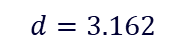 d = 3.162